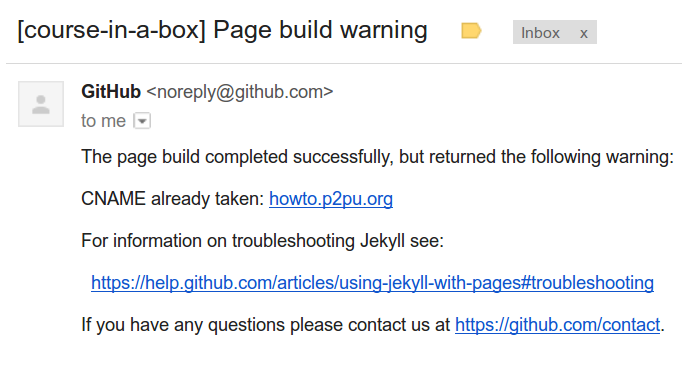 [course-in-a-box] Page build warning Inbox x
GitHub <noreply@github.com>
to me
The page build completed successfully, but returned the following warning:
CNAME already taken: howto.p2pu.org
For information on troubleshooting Jekyll see:
https://help.github.com/articles/using-jekyll-with-pages#troubleshooting
If you have any questions please contact us at https://github.com/contact.